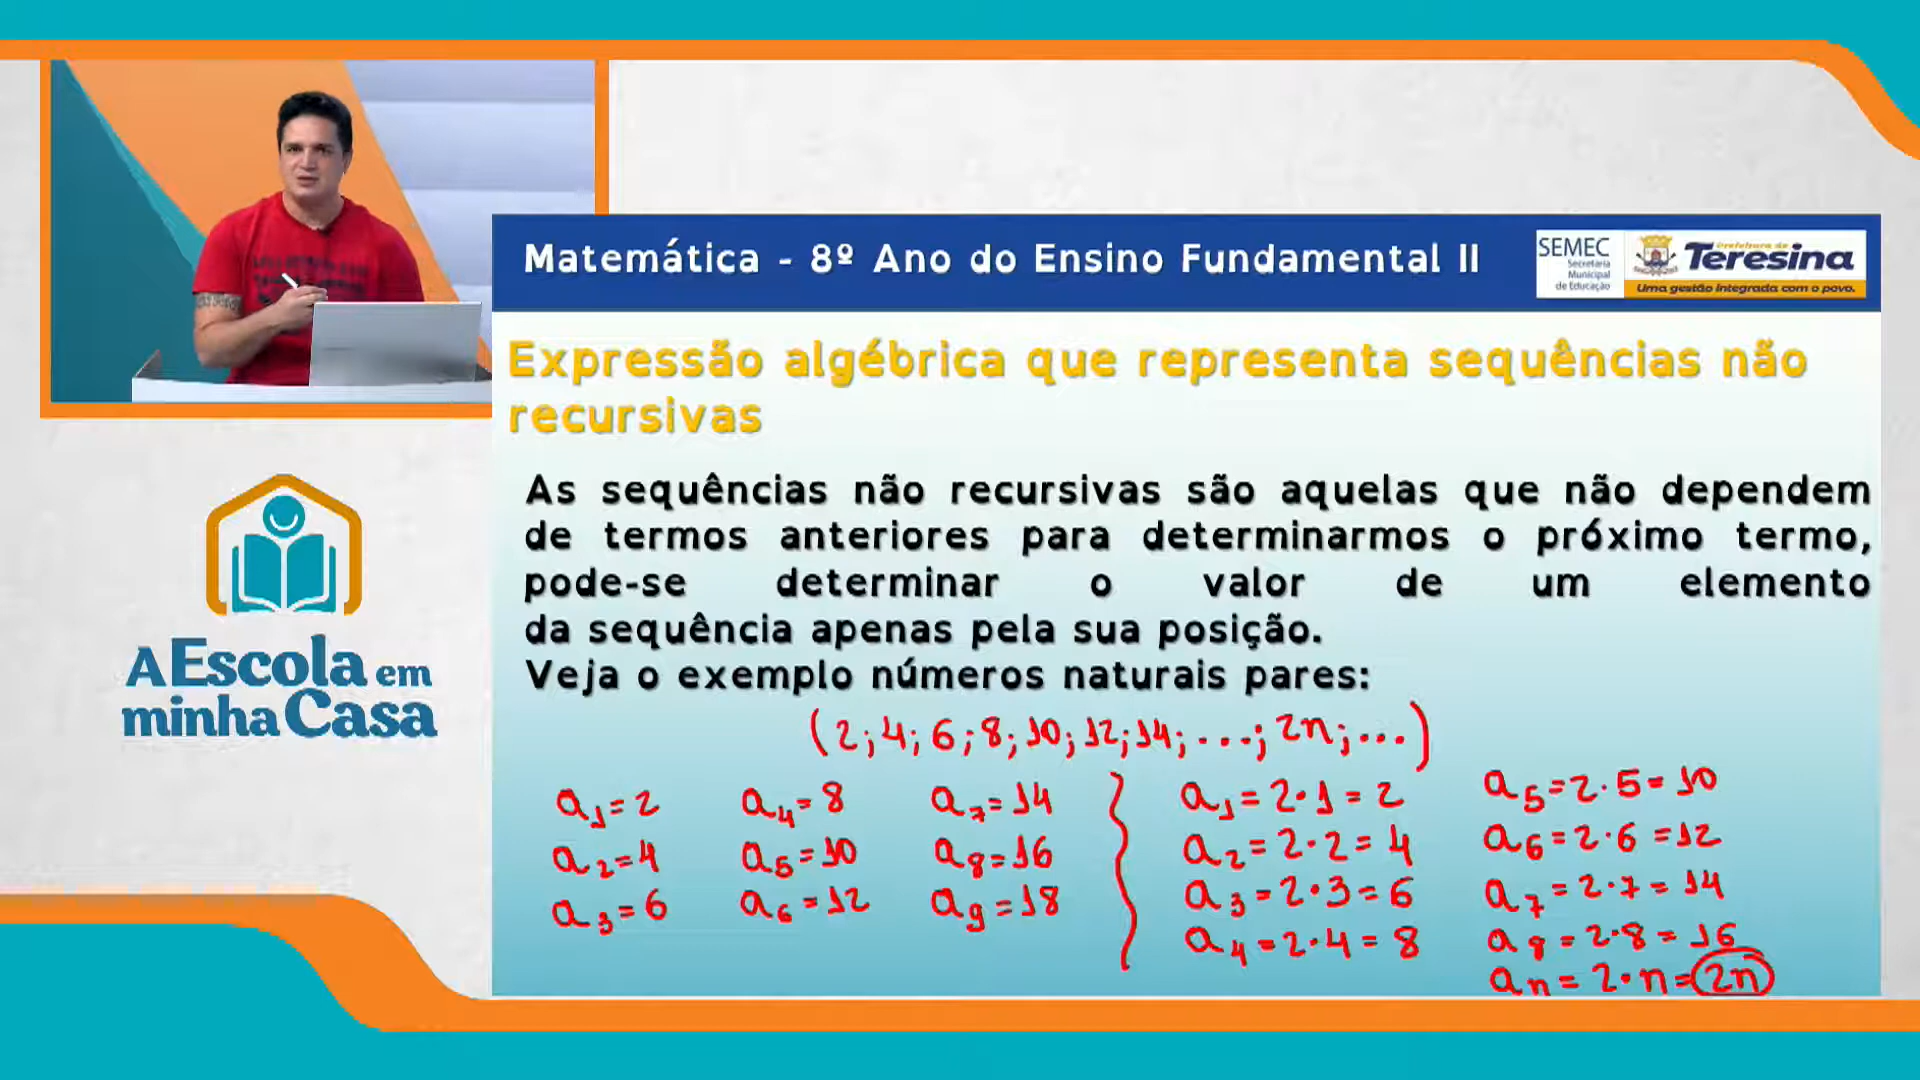 Matemática - 8º Ano do Ensino Fundamental II
SEMEC
Secretaria
Municipal
de Educação
Prefeitura de
Teresina
Uma gestão integrada com o povo.
Expressão algébrica que representa sequências não
recursivas
As sequências não recursivas são aquelas que não dependem
de termos anteriores para determinarmos o próximo termo,
pode-se determinar o valor de um elemento
da sequência apenas pela sua posição.
Veja o exemplo números naturais pares:
(2; 4; 6; 8; 10; 12; 14; ...; 2n; ...)
a₁=2
a₂=4
a₃=6
a₄=8
a₅=10
a₆=12
a₇=14
a₈=16
a₉=18
a₁=2·1=2
a₂=2·2=4
a₃=2·3=6
a₄=2·4=8
a₅=2·5=10
a₆=2·6=12
a₇=2·7=14
a₈=2·8=16
aₙ=2·n=2n
A Escola em
minha Casa